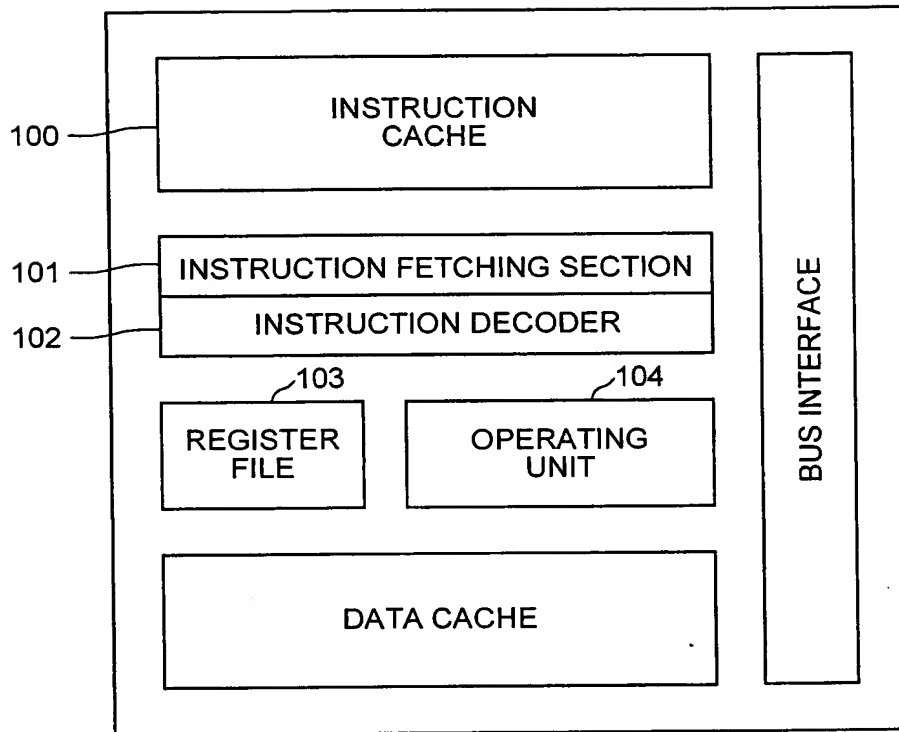 INSTRUCTION
CACHE
100
101
INSTRUCTION FETCHING SECTION
102
INSTRUCTION DECODER
103
104
REGISTER
FILE
OPERATING
UNIT
BUS INTERFACE
DATA CACHE